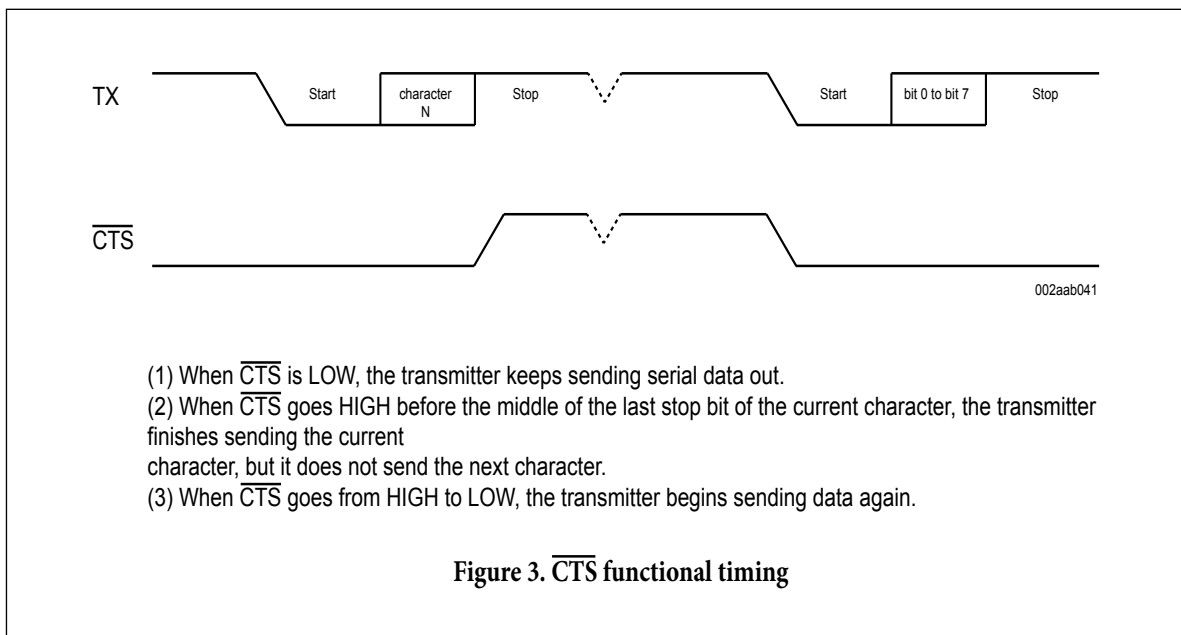 TX
Start
character
N
Stop
Start
bit 0 to bit 7
Stop
CTS
002aab041
(1) When CTS is LOW, the transmitter keeps sending serial data out.
(2) When CTS goes HIGH before the middle of the last stop bit of the current character, the transmitter
finishes sending the current
character, but it does not send the next character.
(3) When CTS goes from HIGH to LOW, the transmitter begins sending data again.
Figure 3. CTS functional timing